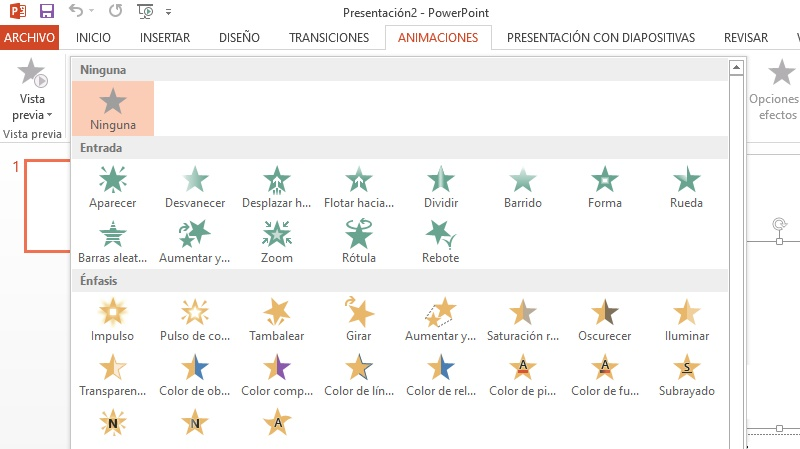 Presentación2 - PowerPoint
ARCHIVO INICIO INSERTAR DISEÑO TRANSICIONES ANIMACIONES PRESENTACIÓN CON DIAPOSITIVAS REVISAR
Vista
previa
Vista previa
Opciones
efectos
1
Ninguna
Ninguna
Entrada
Aparecer Desvanecer Desplazar h... Flotar hacia... Dividir Barrido Forma Rueda
Barras aleat... Aumentar y... Zoom Rótula Rebote
Énfasis
Impulso Pulso de co... Tambalear Girar Aumentar y... Saturación r... Oscurecer Iluminar
Transparen... Color de ob... Color comp... Color de lín... Color de rel... Color de pi... Color de fu... Subrayado
N N A